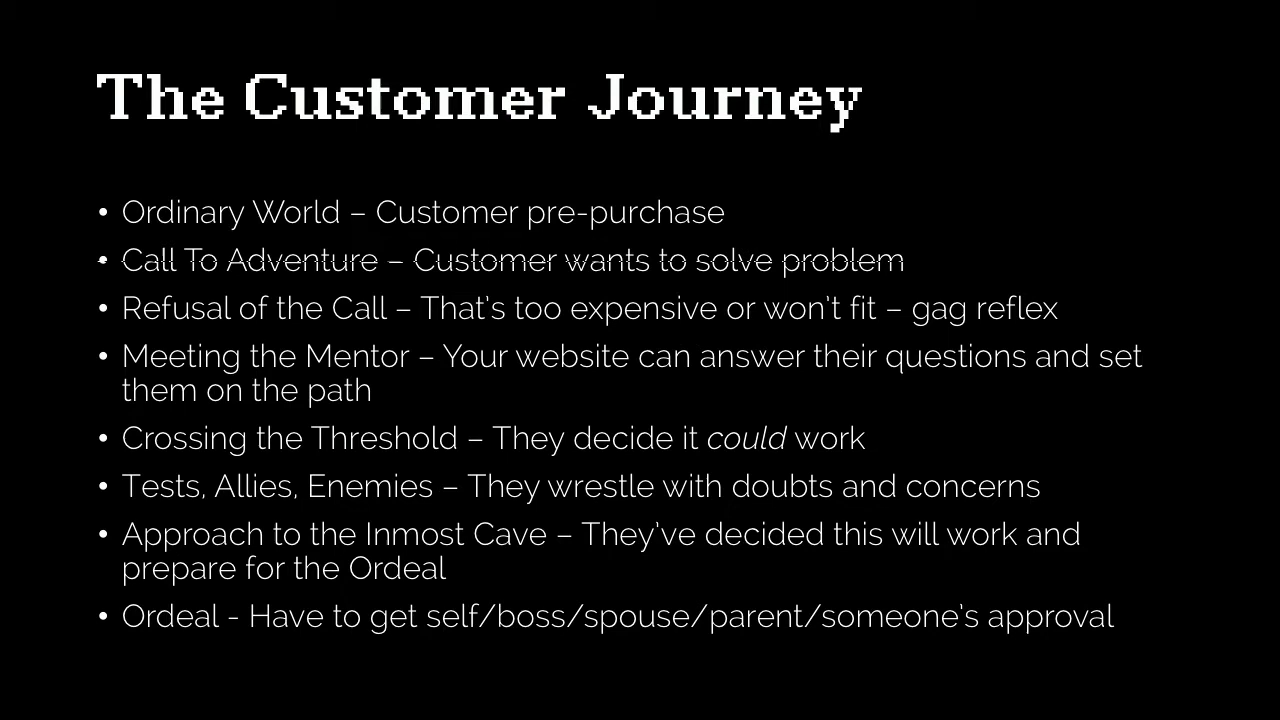 The Customer Journey
• Ordinary World – Customer pre-purchase
• Call To Adventure – Customer wants to solve problem
• Refusal of the Call – That's too expensive or won't fit – gag reflex
• Meeting the Mentor – Your website can answer their questions and set
them on the path
• Crossing the Threshold – They decide it could work
• Tests, Allies, Enemies – They wrestle with doubts and concerns
• Approach to the Inmost Cave – They've decided this will work and
prepare for the Ordeal
• Ordeal - Have to get self/boss/spouse/parent/someone's approval